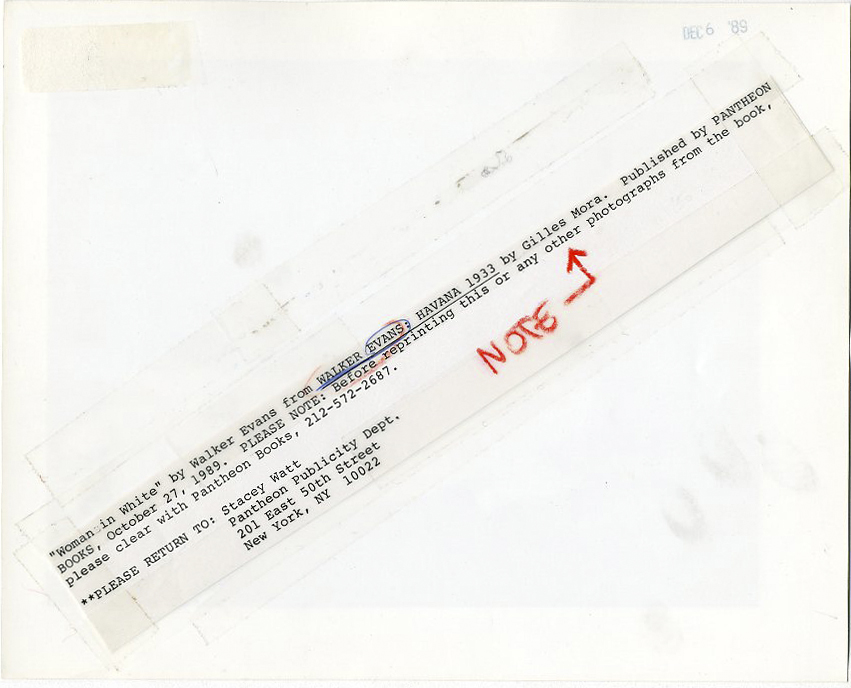 DEC 6 '89
"Woman in White" by Walker Evans from WALKER EVANS: HAVANA 1933 by Gilles Mora. Published by PANTHEON
BOOKS, October 27, 1989. PLEASE NOTE: Before reprinting this or any other photographs from the book,
please clear with Pantheon Books, 212-572-2687.
NOTE
**PLEASE RETURN TO: Stacey Watt
Pantheon Publicity Dept.
201 East 50th Street
New York, NY 10022